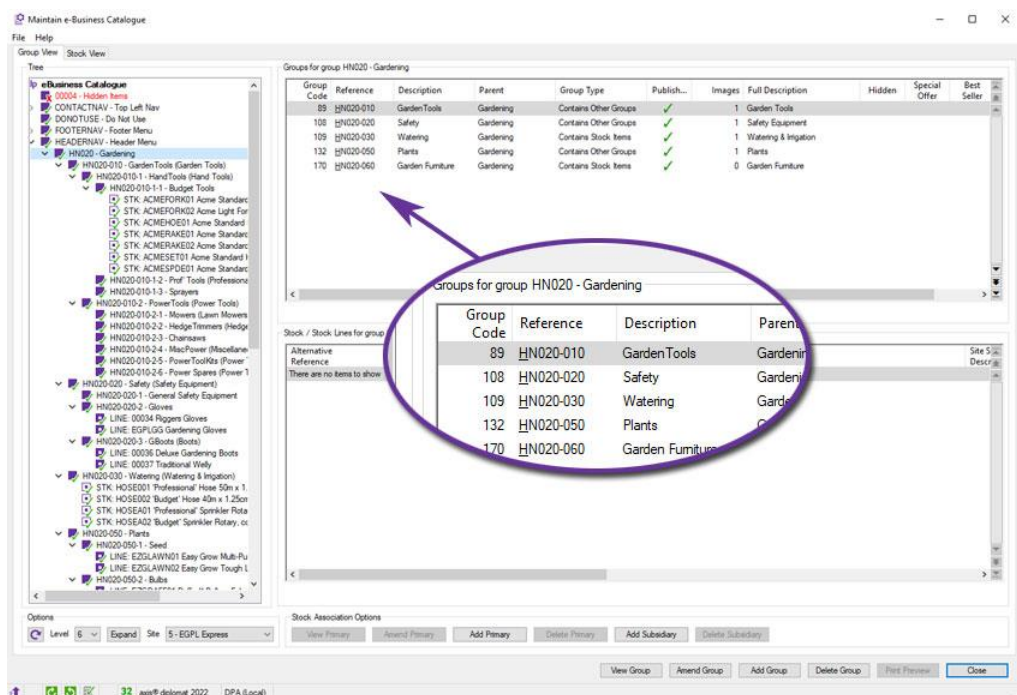 Maintain e-Business Catalogue
File Help
Group View Stock View
Tree
eBusiness Catalogue
00004 - Hidden Items
CONTACTNAV - Top Left Nav
DONOTUSE - Do Not Use
FOOTERNAV - Footer Menu
HEADERNAV - Header Menu
HN020 - Gardening
HN020-010 - GardenTools (Garden Tools)
HN020-010-1 - HandTools (Hand Tools)
HN020-010-1-1 - Budget Tools
STK: ACMEFORK01 Acme Standard
STK: ACMEFORK02 Acme Light For
STK: ACMEHOE01 Acme Standard
STK: ACMERAKE01 Acme Standard
STK: ACMERAKE02 Acme Standard
STK: ACMESET01 Acme Standard
STK: ACMESPDE01 Acme Standard
HN020-010-1-2 - Prof' Tools (Professiona
HN020-010-1-3 - Sprayers
HN020-010-2 - PowerTools (Power Tools)
HN020-010-2-1 - Mowers (Lawn Mowers
HN020-010-2-2 - HedgeTrimmers (Hedge
HN020-010-2-3 - Chainsaws
HN020-010-2-4 - MiscPower (Miscellane
HN020-010-2-5 - PowerToolKits (Power
HN020-010-2-6 - Power Spares (Power
HN020-020 - Safety (Safety Equipment)
HN020-020-1 - General Safety Equipment
HN020-020-2 - Gloves
LINE: 00034 Riggers Gloves
LINE: EGPLGG Gardening Gloves
HN020-020-3 - GBoots (Boots)
LINE: 00036 Deluxe Gardening Boots
LINE: 00037 Traditional Welly
HN020-030 - Watering (Watering & Irrigation)
STK: HOSE001 'Professional' Hose 50m x 1.
STK: HOSE002 'Budget' Hose 40m x 1.25cm
STK: HOSEA01 'Professional' Sprinkler Rota
STK: HOSEA02 'Budget' Sprinkler Rotary, co
HN020-050 - Plants
HN020-050-1 - Seed
LINE: EZGLAWN01 Easy Grow Multi-Pu
LINE: EZGLAWN02 Easy Grow Tough L
HN020-050-2 - Bulbs
Groups for group HN020 - Gardening
Group Code Reference Description Parent Group Type Publish... Images Full Description Hidden Special Offer Best Seller
89 HN020-010 GardenTools Gardening Contains Other Groups 1 Garden Tools
108 HN020-020 Safety Gardening Contains Other Groups 1 Safety Equipment
109 HN020-030 Watering Gardening Contains Stock Items 1 Watering & Irrigation
132 HN020-050 Plants Gardening Contains Other Groups 1 Plants
170 HN020-060 Garden Furniture Gardening Contains Stock Items 0 Garden Furniture
Groups for group HN020 - Gardening
Group Code Reference Description Parent
89 HN020-010 GardenTools Gardenin
108 HN020-020 Safety Gardeni
109 HN020-030 Watering Garde
132 HN020-050 Plants
170 HN020-060 Garden Furniture
Stock / Stock Lines for group
Alternative Reference
Site S
Descr
There are no items to show
Options
Level 6 Expand Site 5 - EGPL Express
Stock Association Options
View Primary Amend Primary Add Primary Delete Primary Add Subsidiary Delete Subsidiary
View Group Amend Group Add Group Delete Group Print Preview Close
32 axis® diplomat 2022 DPA (Local)